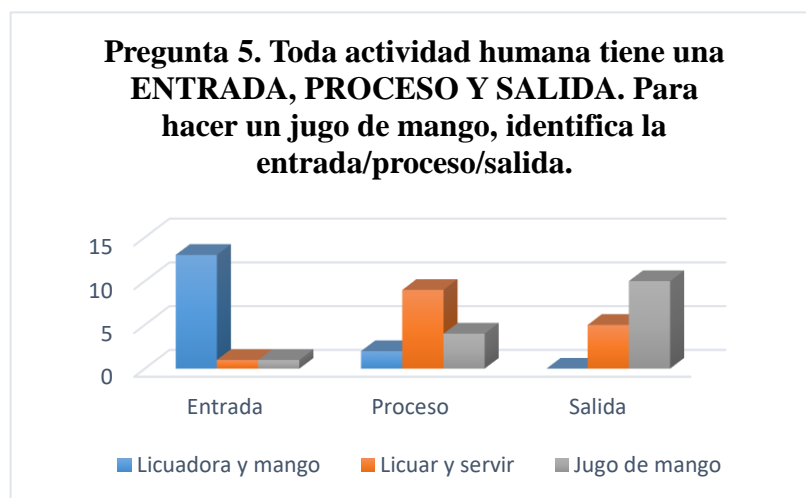 Pregunta 5. Toda actividad humana tiene una
ENTRADA, PROCESO Y SALIDA. Para
hacer un jugo de mango, identifica la
entrada/proceso/salida.
15
10
5
0
Entrada Proceso Salida
Licuadora y mango Licuar y servir Jugo de mango